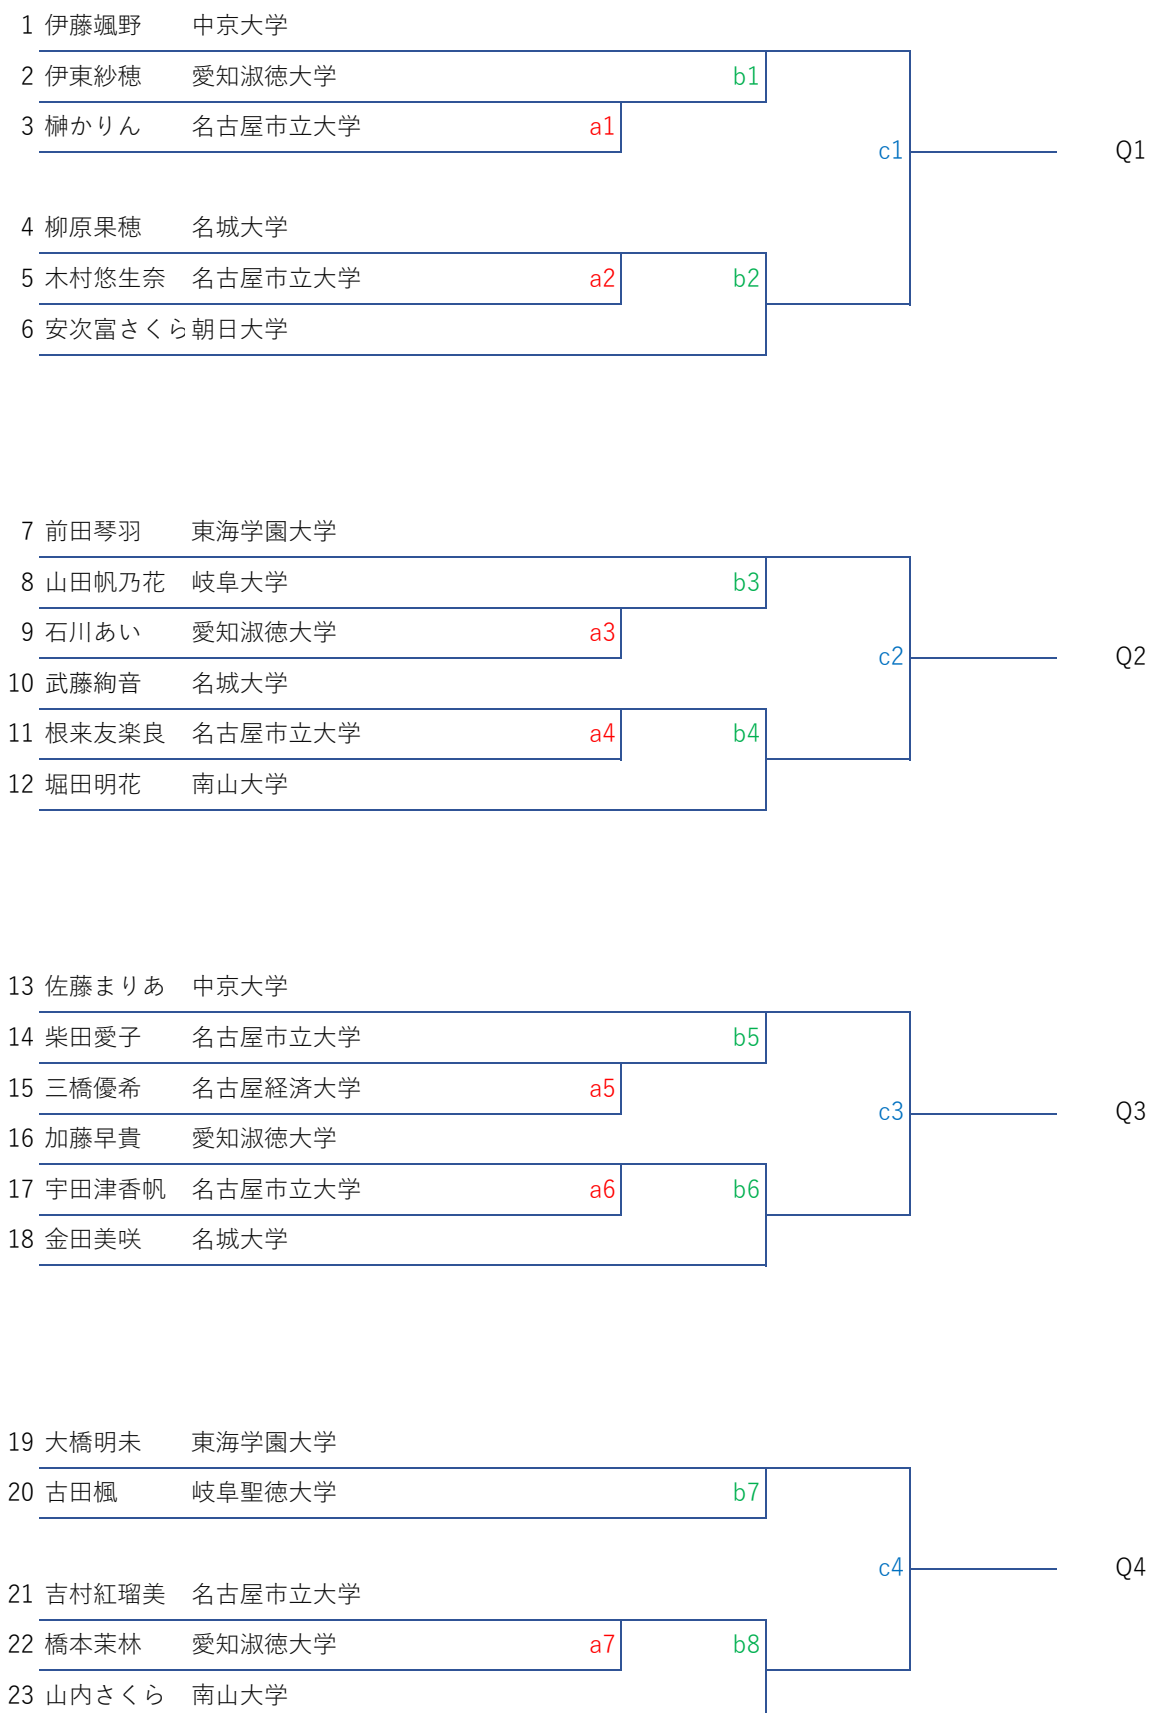 1 伊藤颯野 中京大学
2 伊東紗穂 愛知淑徳大学 b1
3 榊かりん 名古屋市立大学 a1
c1 Q1
4 柳原果穂 名城大学
5 木村悠生奈 名古屋市立大学 a2 b2
6 安次富さくら 朝日大学
7 前田琴羽 東海学園大学
8 山田帆乃花 岐阜大学 b3
9 石川あい 愛知淑徳大学 a3
c2 Q2
10 武藤絢音 名城大学
11 根来友楽良 名古屋市立大学 a4 b4
12 堀田明花 南山大学
13 佐藤まりあ 中京大学
14 柴田愛子 名古屋市立大学 b5
15 三橋優希 名古屋経済大学 a5
c3 Q3
16 加藤早貴 愛知淑徳大学
17 宇田津香帆 名古屋市立大学 a6 b6
18 金田美咲 名城大学
19 大橋明未 東海学園大学
20 古田楓 岐阜聖徳大学 b7
c4 Q4
21 吉村紅瑠美 名古屋市立大学
22 橋本茉林 愛知淑徳大学 a7 b8
23 山内さくら 南山大学